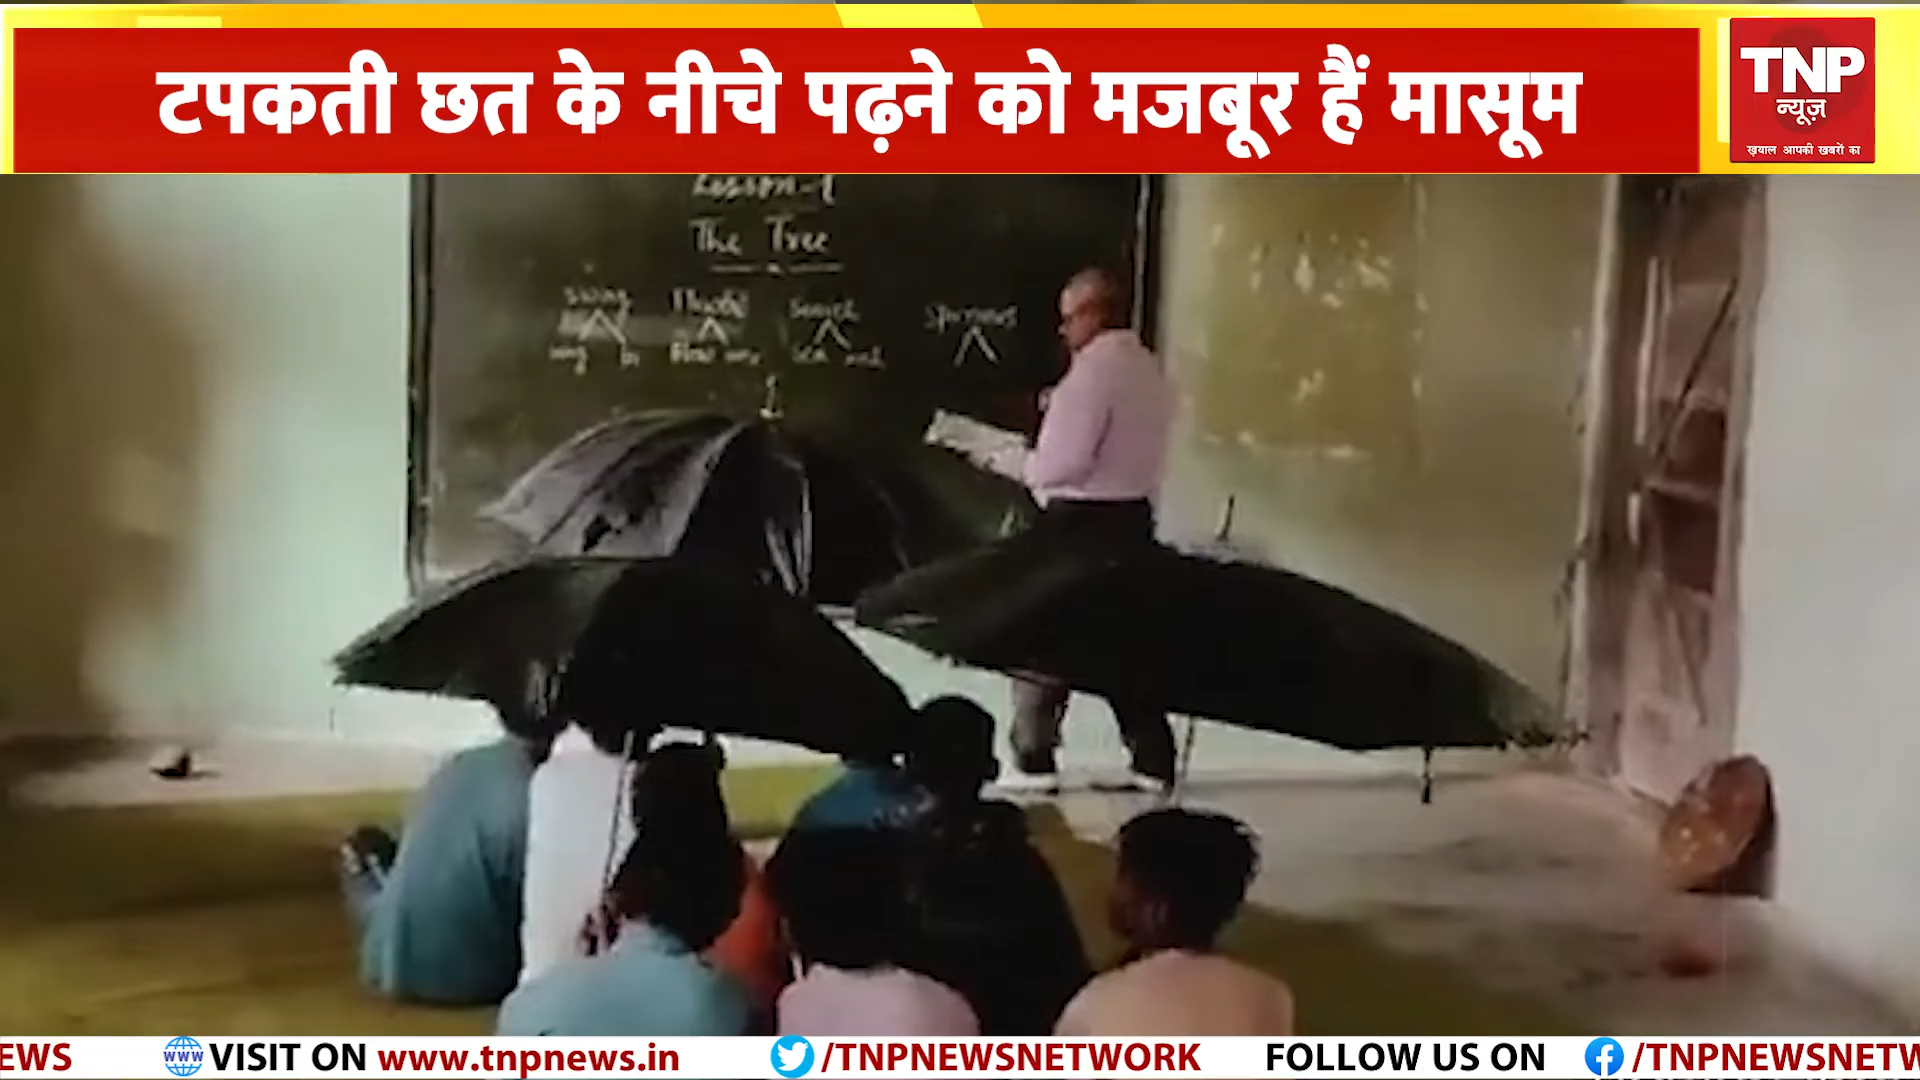 टपकती छत के नीचे पढ़ने को मजबूर हैं मासूम
TNP
न्यूज़
ख़याल आपकी खबरों का
Lesson-1
The Tree
EWS
VISIT ON www.tnpnews.in
/TNPNEWSNETWORK
FOLLOW US ON
/TNPNEWSNETW